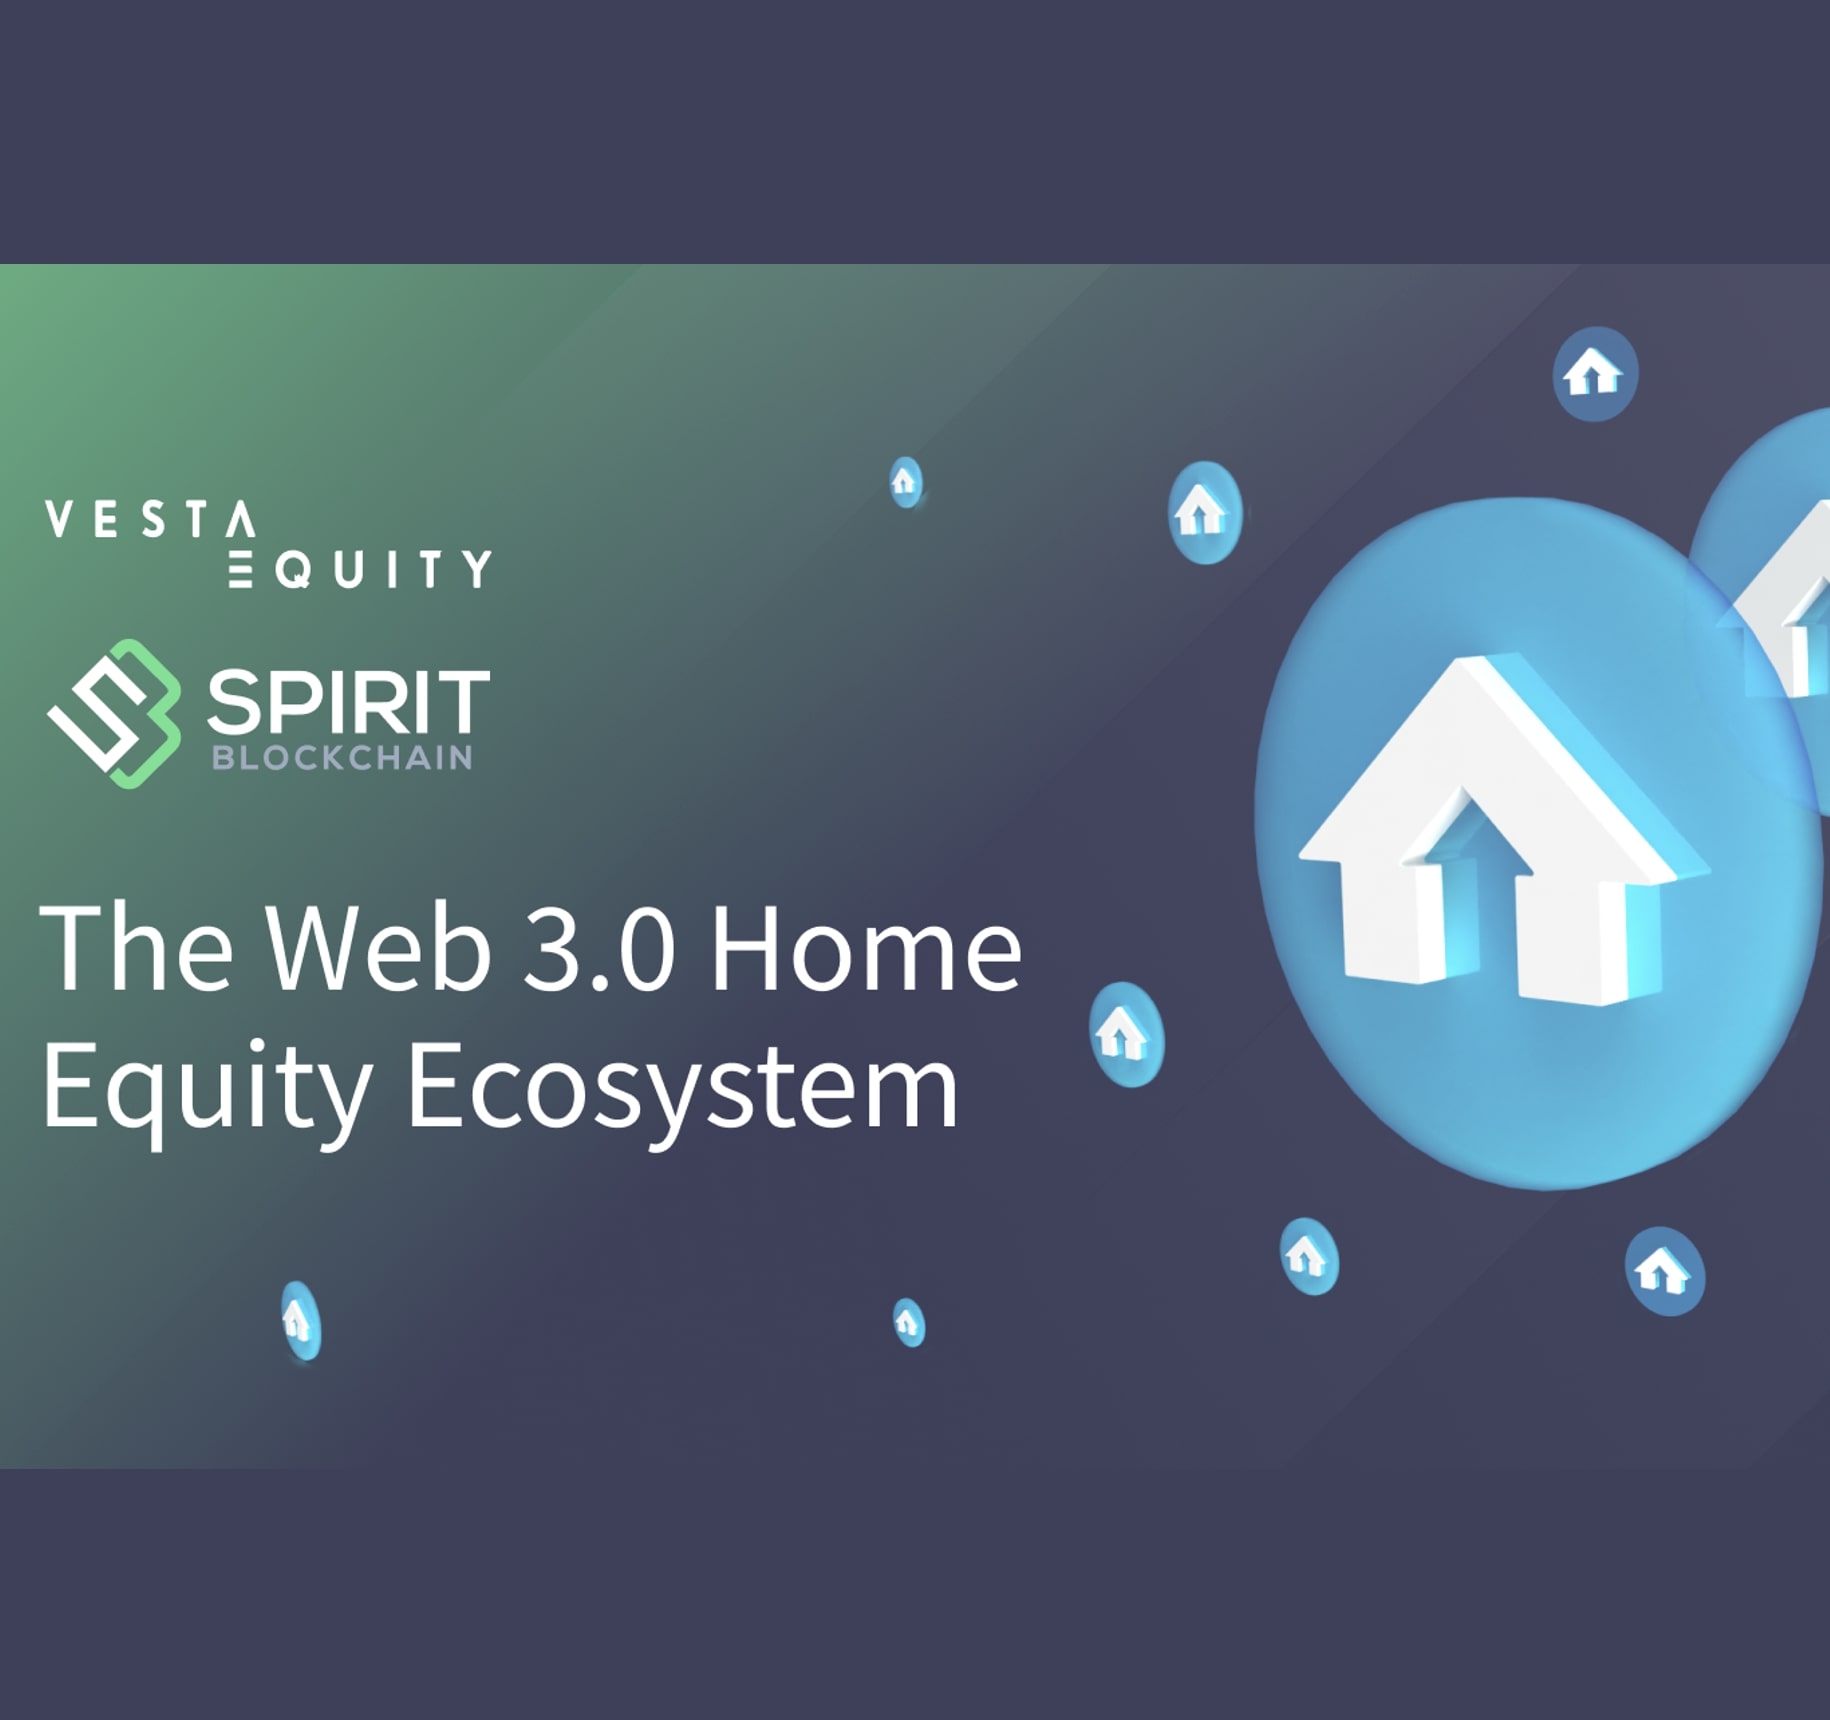 VESTA
EQUITY
SPIRIT
BLOCKCHAIN
The Web 3.0 Home
Equity Ecosystem